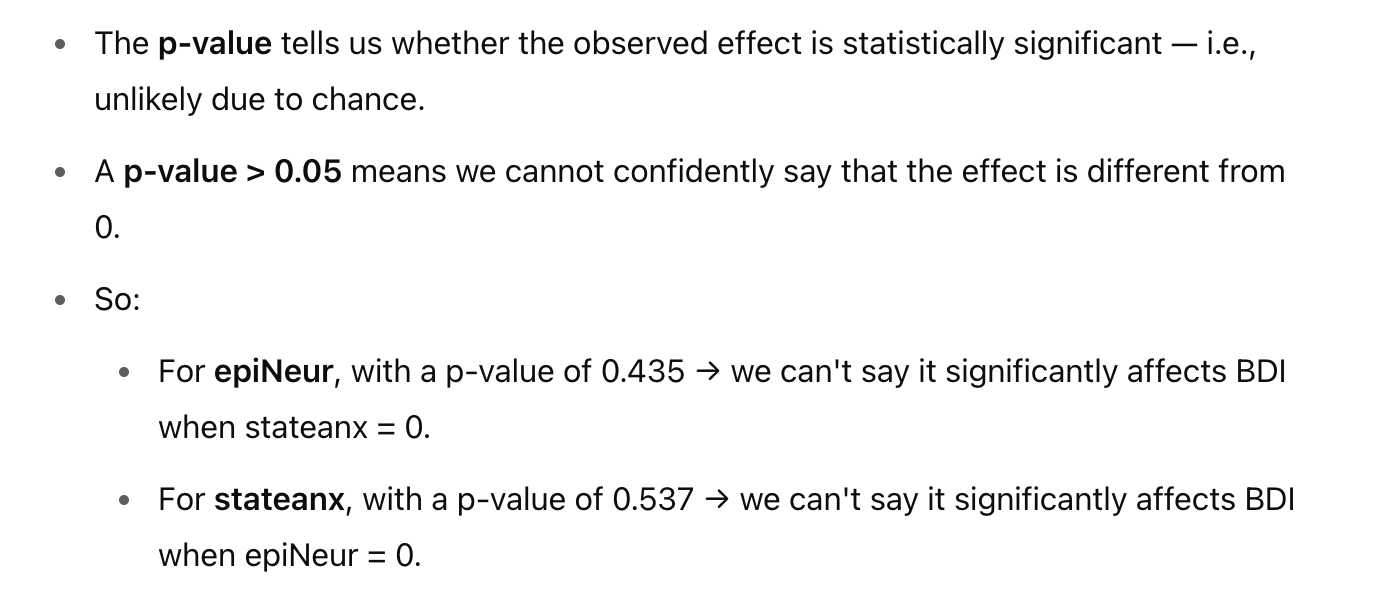 • The p-value tells us whether the observed effect is statistically significant — i.e.,
unlikely due to chance.
• A p-value > 0.05 means we cannot confidently say that the effect is different from
0.
• So:
• For epiNeur, with a p-value of 0.435 → we can't say it significantly affects BDI
when stateanx = 0.
• For stateanx, with a p-value of 0.537 → we can't say it significantly affects BDI
when epiNeur = 0.